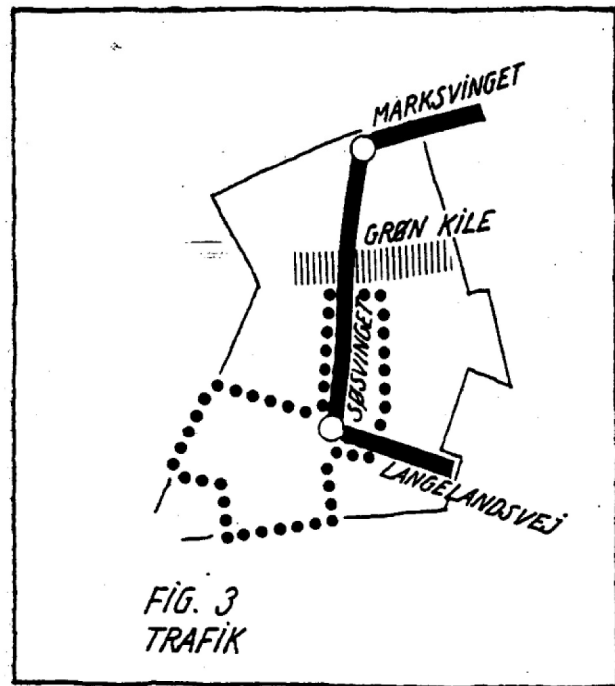 MARKSVINGET
GRØN KILE
SØSVINGET
LANGELANDSVEJ
FIG. 3
TRAFIK